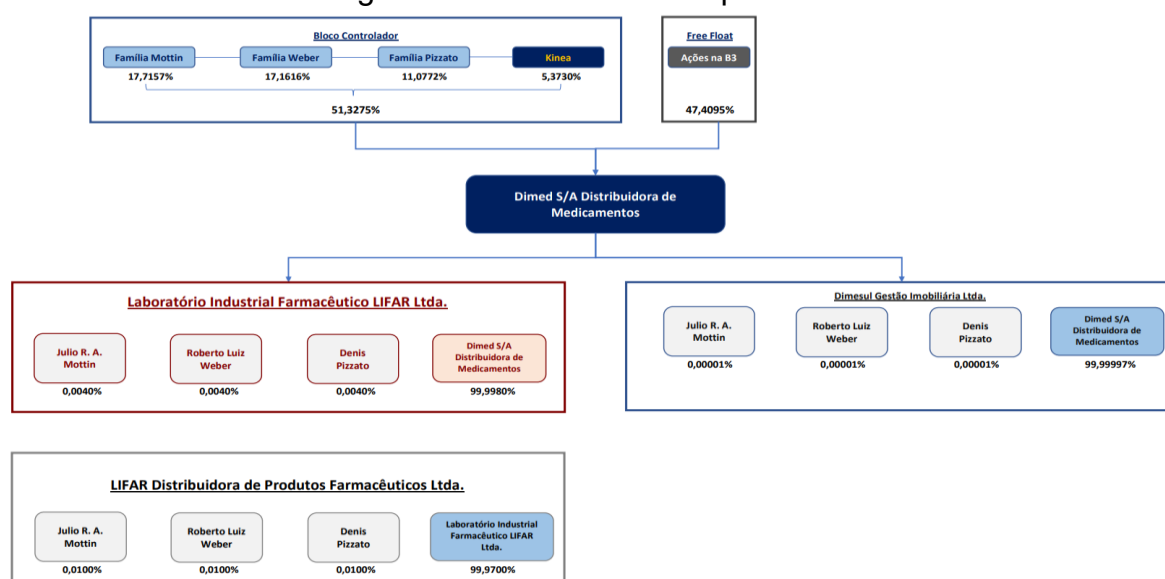 Bloco Controlador
Família Mottin
Família Weber
Família Pizzato
Kinea
17,7157%
17,1616%
11,0772%
5,3730%
51,3275%
Free Float
Ações na B3
47,4095%
Dimed S/A Distribuidora de
Medicamentos
Laboratório Industrial Farmacêutico LIFAR Ltda.
Julio R. A.
Mottin
Roberto Luiz
Weber
Denis
Pizzato
Dimed S/A
Distribuidora de
Medicamentos
0,0040%
0,0040%
0,0040%
99,9980%
Dimesul Gestão Imobiliária Ltda.
Julio R. A.
Mottin
Roberto Luiz
Weber
Denis
Pizzato
Dimed S/A
Distribuidora de
Medicamentos
0,00001%
0,00001%
0,00001%
99,99997%
LIFAR Distribuidora de Produtos Farmacêuticos Ltda.
Julio R. A.
Mottin
Roberto Luiz
Weber
Denis
Pizzato
Laboratório Industrial
Farmacêutico LIFAR
Ltda.
0,0100%
0,0100%
0,0100%
99,9700%